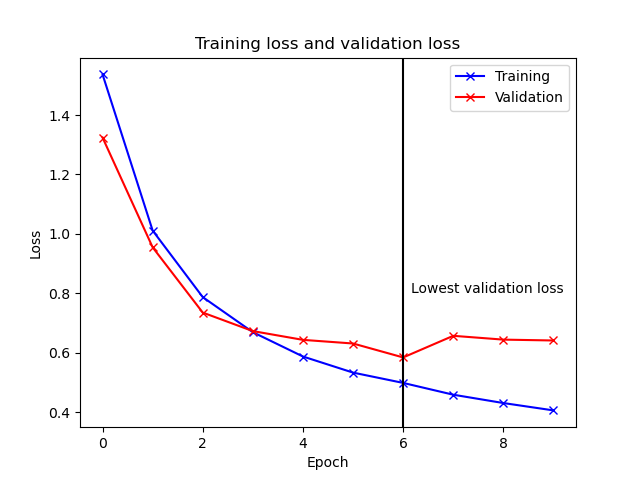 Training loss and validation loss
Training
Validation
1.4
1.2
1.0
0.8
0.6
0.4
Loss
Lowest validation loss
0
2
4
6
8
Epoch